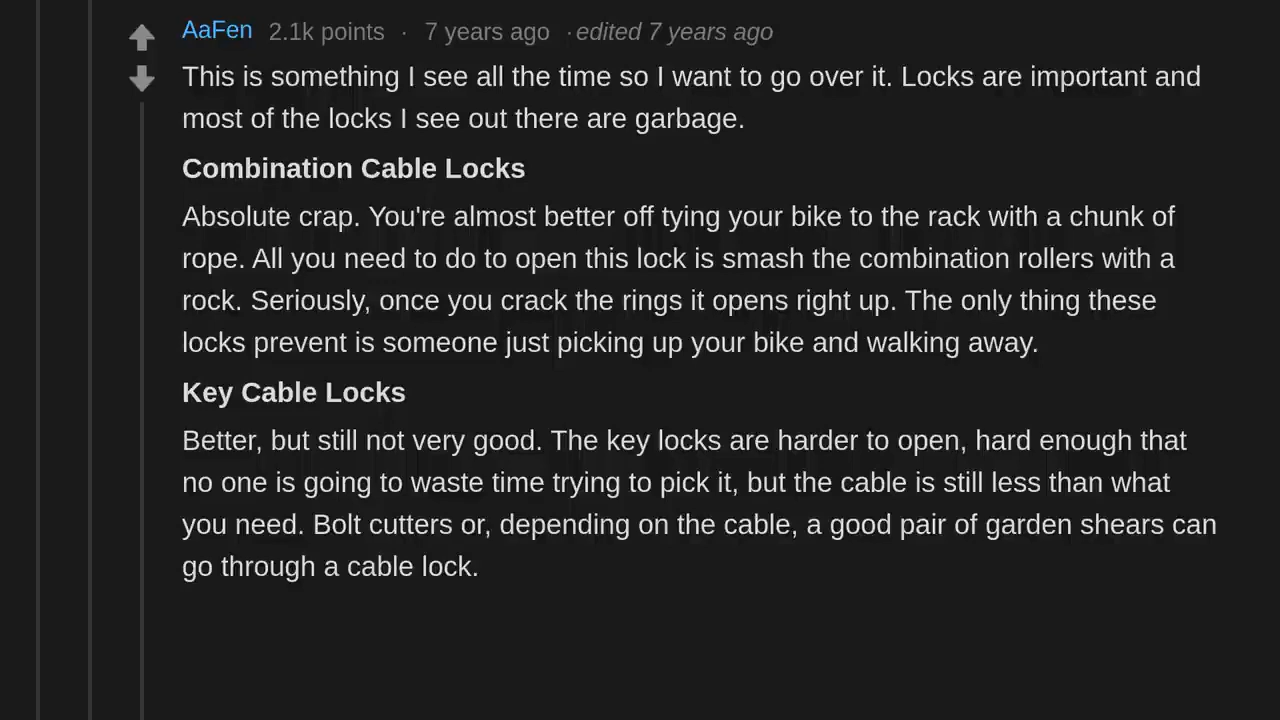 AaFen 2.1k points · 7 years ago · edited 7 years ago
This is something I see all the time so I want to go over it. Locks are important and
most of the locks I see out there are garbage.
Combination Cable Locks
Absolute crap. You're almost better off tying your bike to the rack with a chunk of
rope. All you need to do to open this lock is smash the combination rollers with a
rock. Seriously, once you crack the rings it opens right up. The only thing these
locks prevent is someone just picking up your bike and walking away.
Key Cable Locks
Better, but still not very good. The key locks are harder to open, hard enough that
no one is going to waste time trying to pick it, but the cable is still less than what
you need. Bolt cutters or, depending on the cable, a good pair of garden shears can
go through a cable lock.